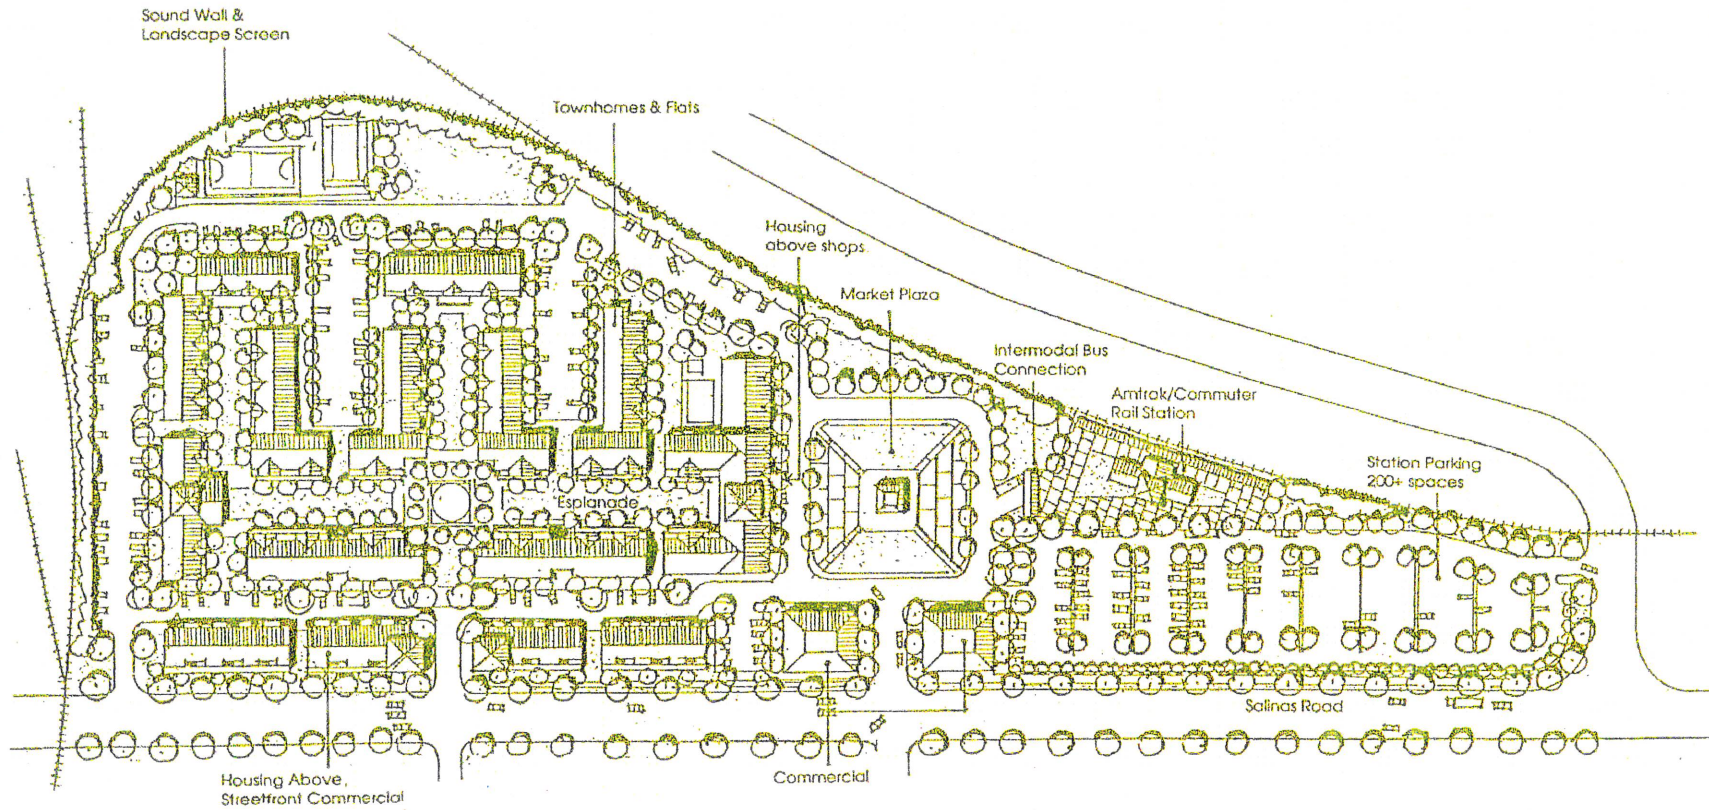 Sound Wall &
Landscape Screen
Townhomes & Flats
Housing
above shops
Market Plaza
Intermodal Bus
Connection
Amtrak/Commuter
Rail Station
Station Parking
200+ spaces
Esplanade
Salinas Road
Housing Above,
Streetfront Commercial
Commercial